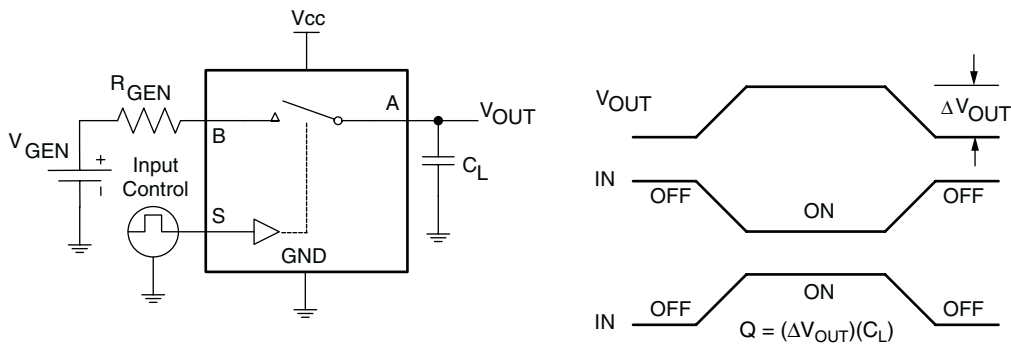 Vcc
RGEN
B
A
VOUT
VGEN
+
Input
Control
CL
S
GND
VOUT
ΔVOUT
IN
OFF
OFF
ON
OFF
ON
OFF
IN
Q = (ΔVOUT)(CL)